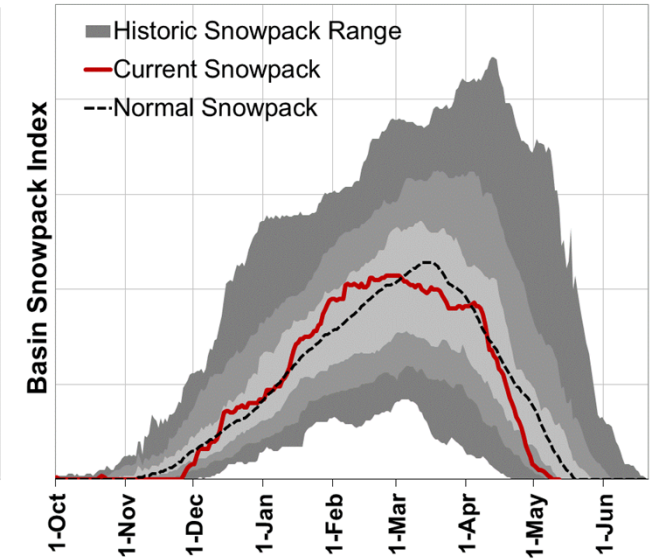 Historic Snowpack Range
Current Snowpack
Normal Snowpack
Basin Snowpack Index
1-Oct
1-Nov
1-Dec
1-Jan
1-Feb
1-Mar
1-Apr
1-May
1-Jun